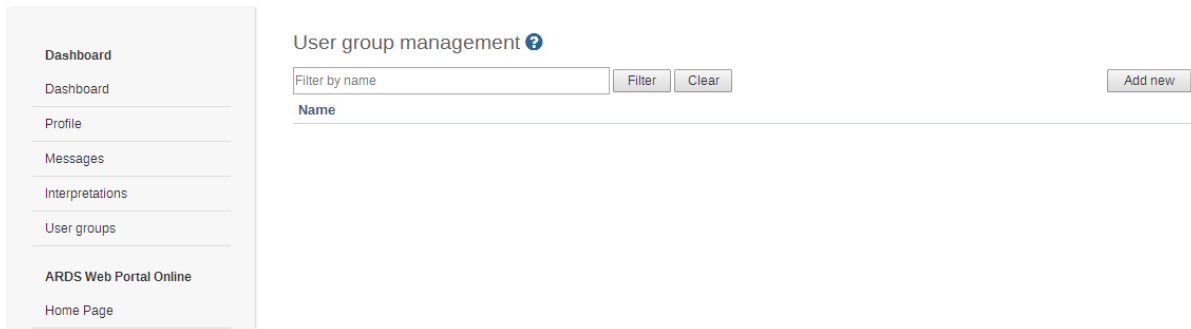 Dashboard
Dashboard
Profile
Messages
Interpretations
User groups
ARDS Web Portal Online
Home Page
User group management ?
Filter by name Filter Clear Add new
Name